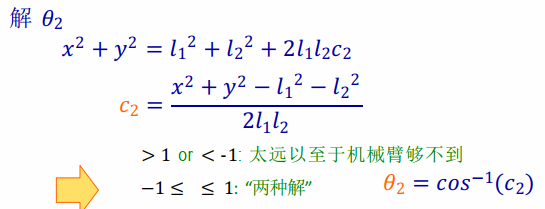 解 θ₂
x² + y² = l₁² + l₂² + 2l₁l₂c₂
c₂ = (x² + y² − l₁² − l₂²) / (2l₁l₂)
> 1 or < -1: 太远以至于机械臂够不到
−1 ≤  ≤ 1: “两种解” θ₂ = cos⁻¹(c₂)